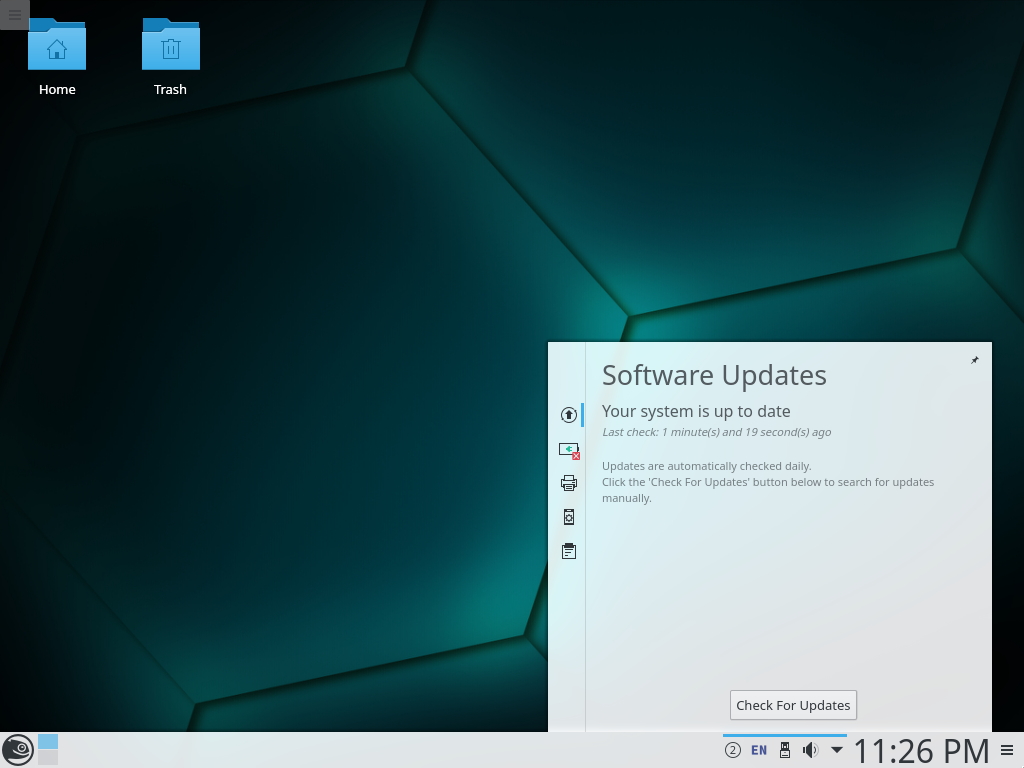 Home
Trash
Software Updates
Your system is up to date
Last check: 1 minute(s) and 19 second(s) ago
Updates are automatically checked daily.
Click the 'Check For Updates' button below to search for updates
manually.
Check For Updates
2
EN
11:26 PM